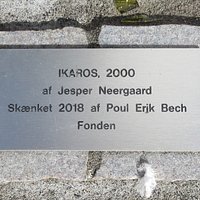 IKAROS, 2000
af Jesper Neergaard
Skænket 2018 af Poul Erik Bech
Fonden